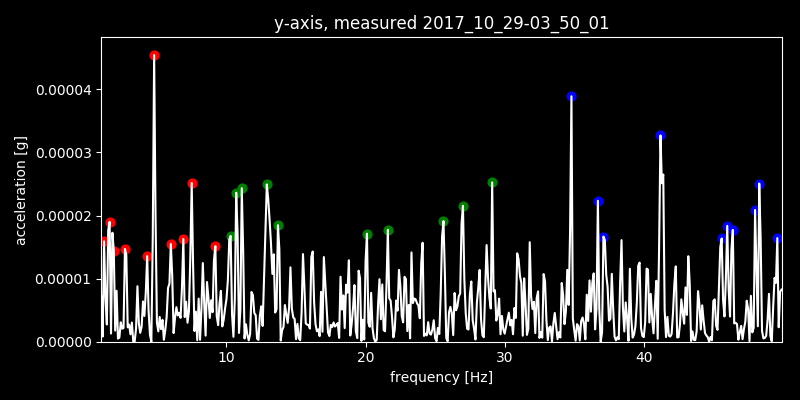 y-axis, measured 2017_10_29-03_50_01
acceleration [g]
0.00004
0.00003
0.00002
0.00001
0.00000
10 20 30 40
frequency [Hz]